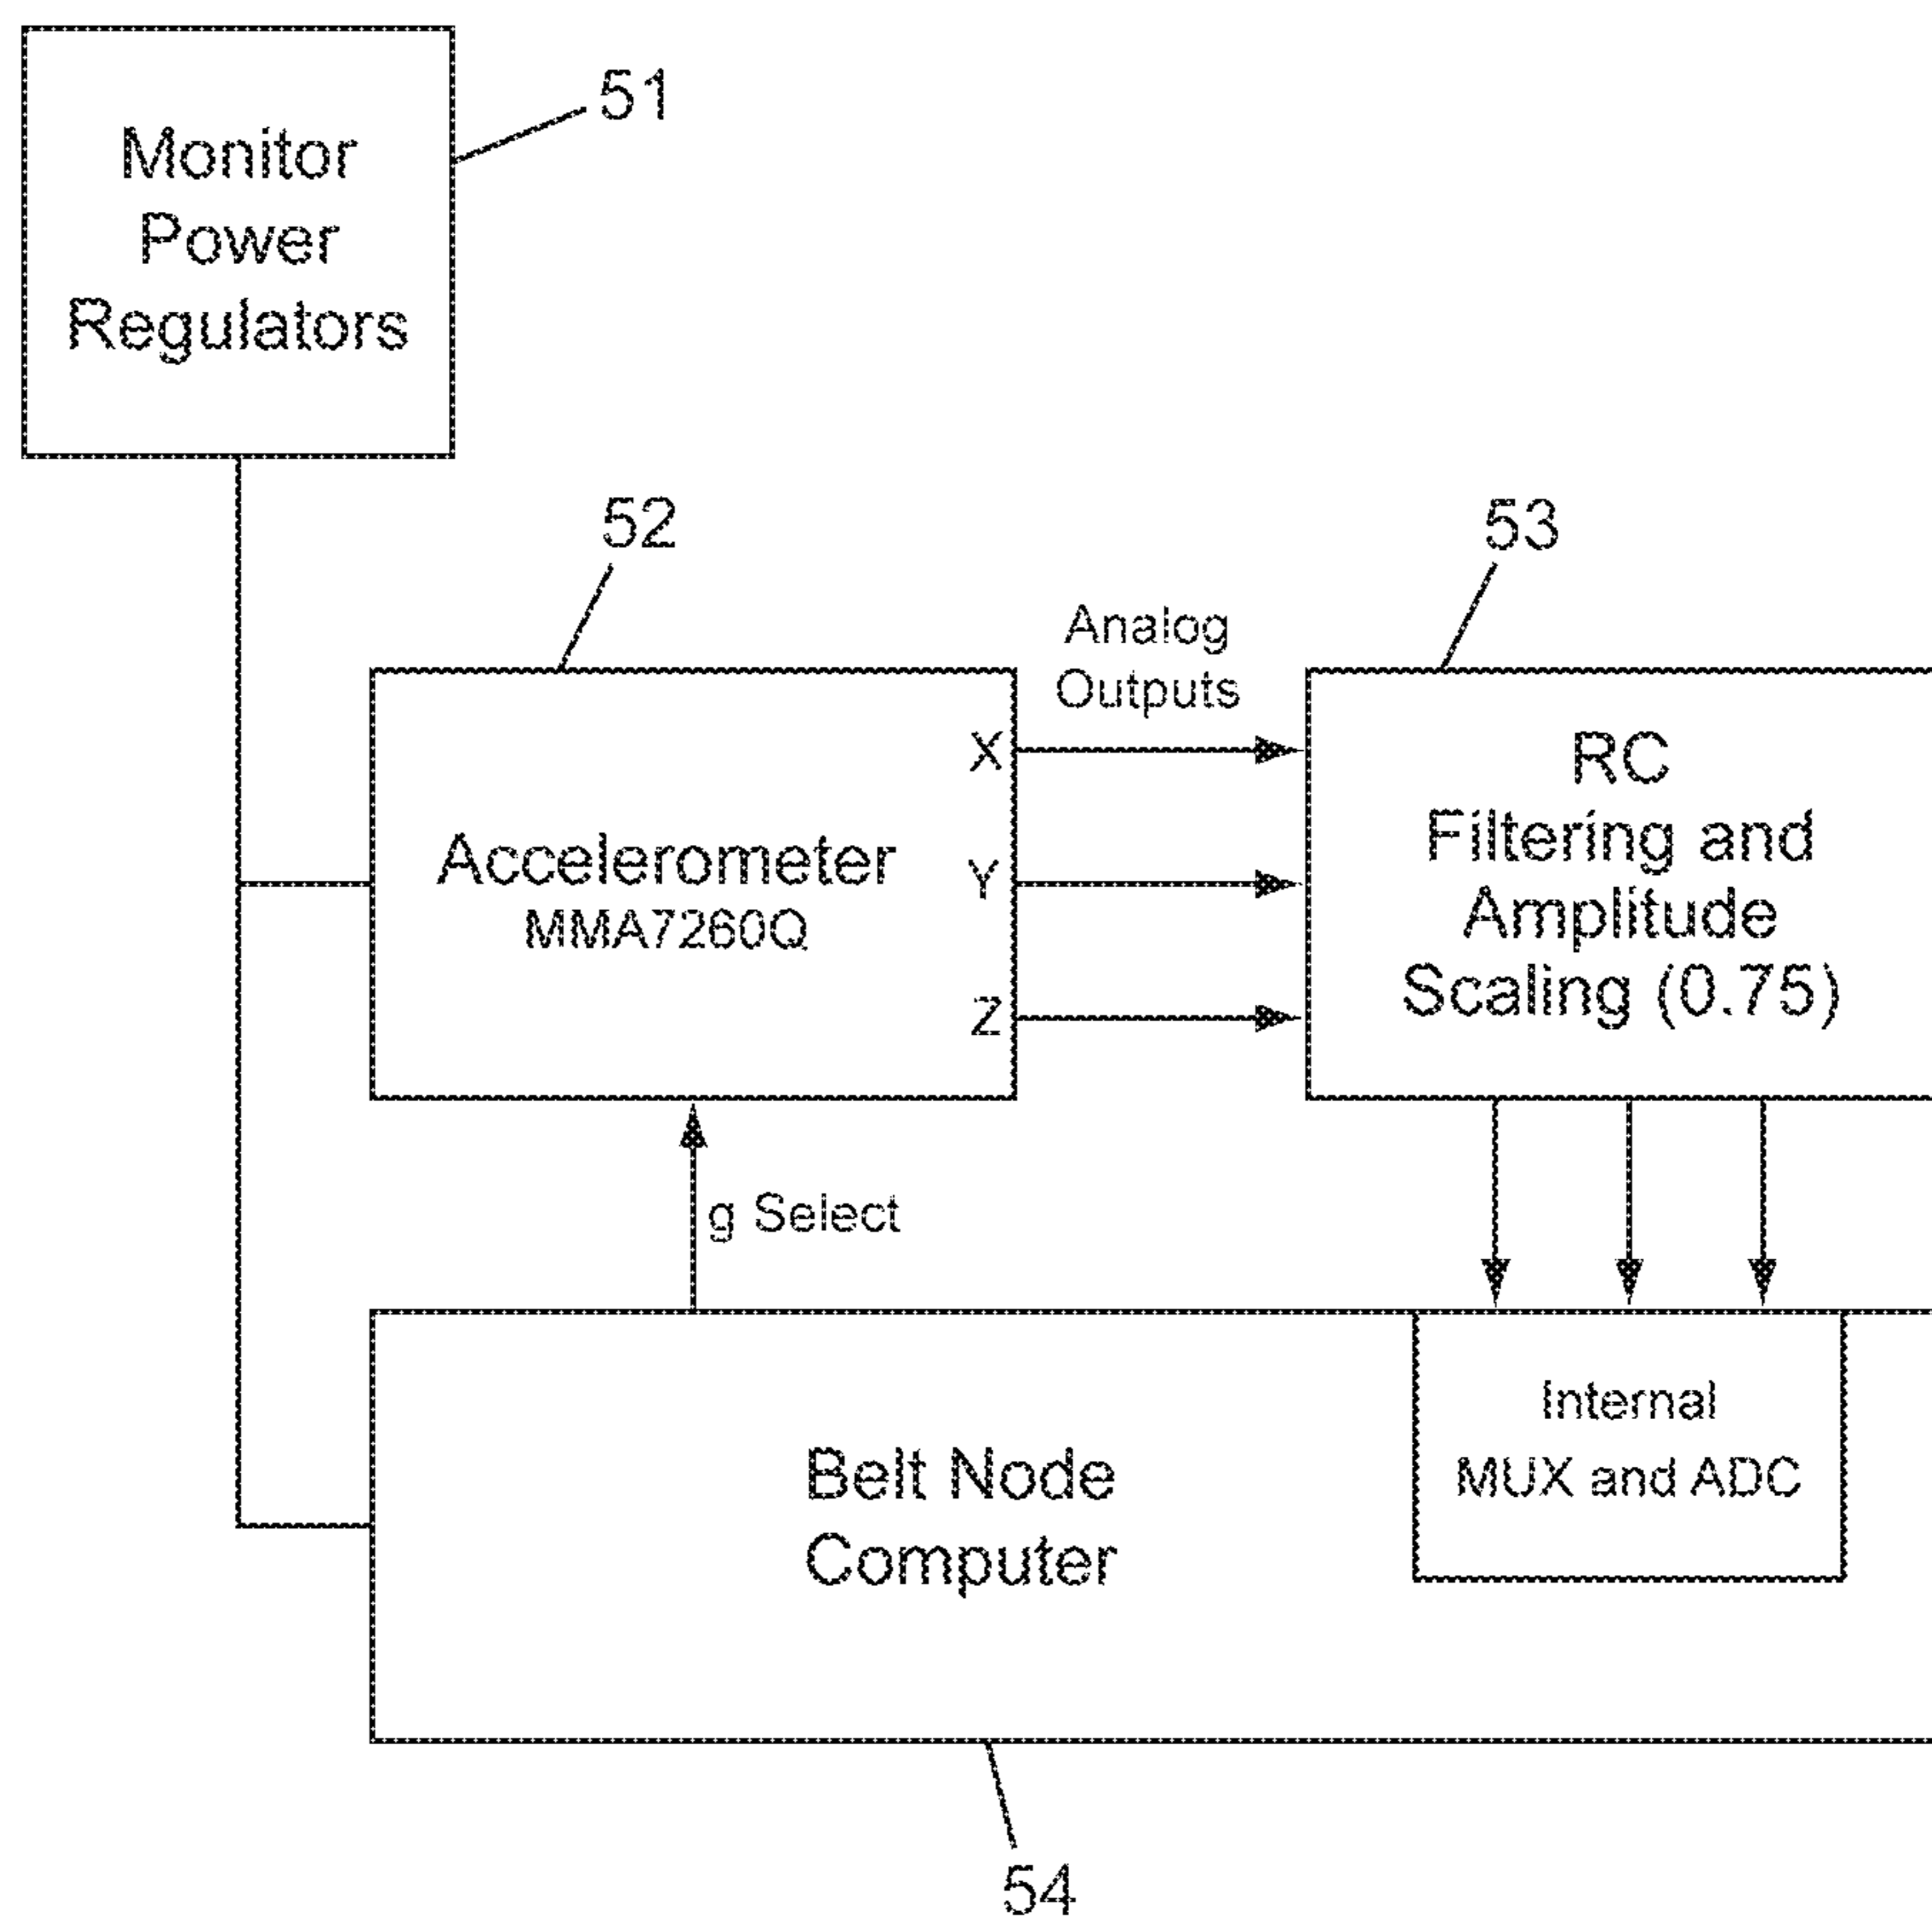 51
Monitor
Power
Regulators
52
53
Analog
Outputs
X
Y
Z
Accelerometer
MMA7260Q
RC
Filtering and
Amplitude
Scaling (0.75)
g Select
Internal
MUX and ADC
Belt Node
Computer
54